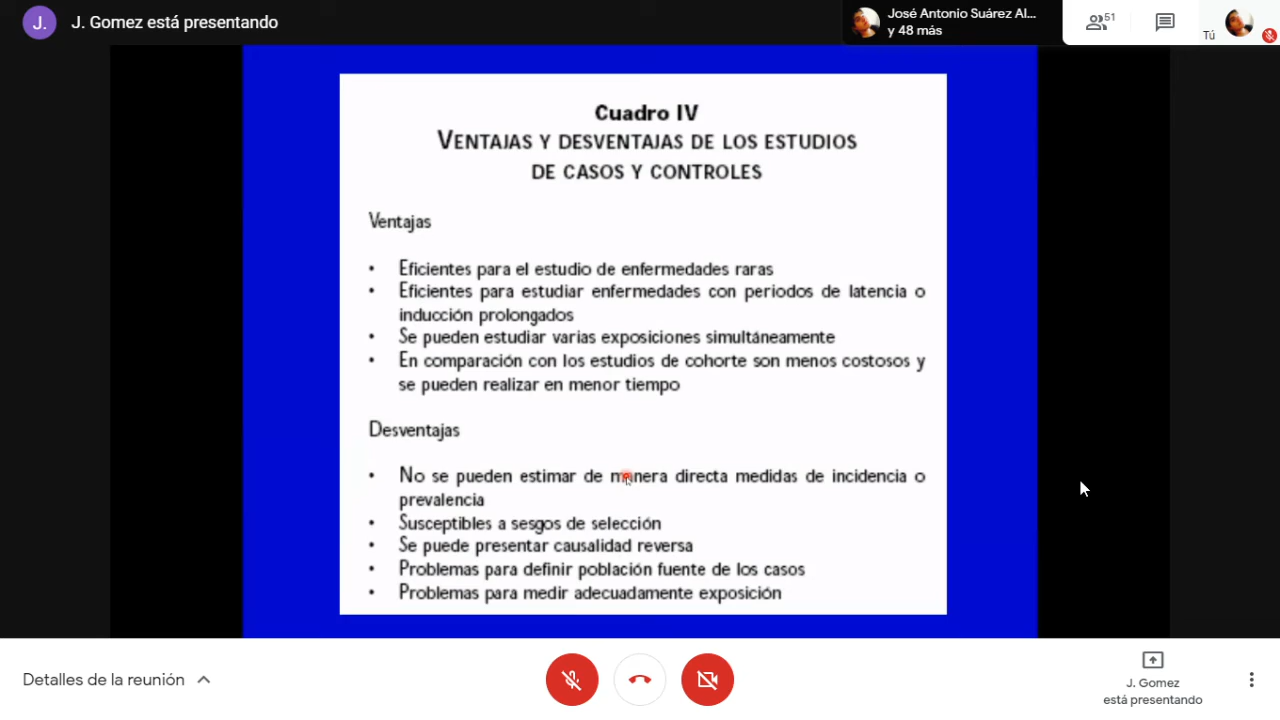 J.
J. Gomez está presentando
José Antonio Suárez Al...
y 48 más
51
Tú
Cuadro IV
VENTAJAS Y DESVENTAJAS DE LOS ESTUDIOS
DE CASOS Y CONTROLES
Ventajas
• Eficientes para el estudio de enfermedades raras
• Eficientes para estudiar enfermedades con periodos de latencia o
inducción prolongados
• Se pueden estudiar varias exposiciones simultáneamente
• En comparación con los estudios de cohorte son menos costosos y
se pueden realizar en menor tiempo
Desventajas
• No se pueden estimar de manera directa medidas de incidencia o
prevalencia
• Susceptibles a sesgos de selección
• Se puede presentar causalidad reversa
• Problemas para definir población fuente de los casos
• Problemas para medir adecuadamente exposición
Detalles de la reunión
J. Gomez
está presentando